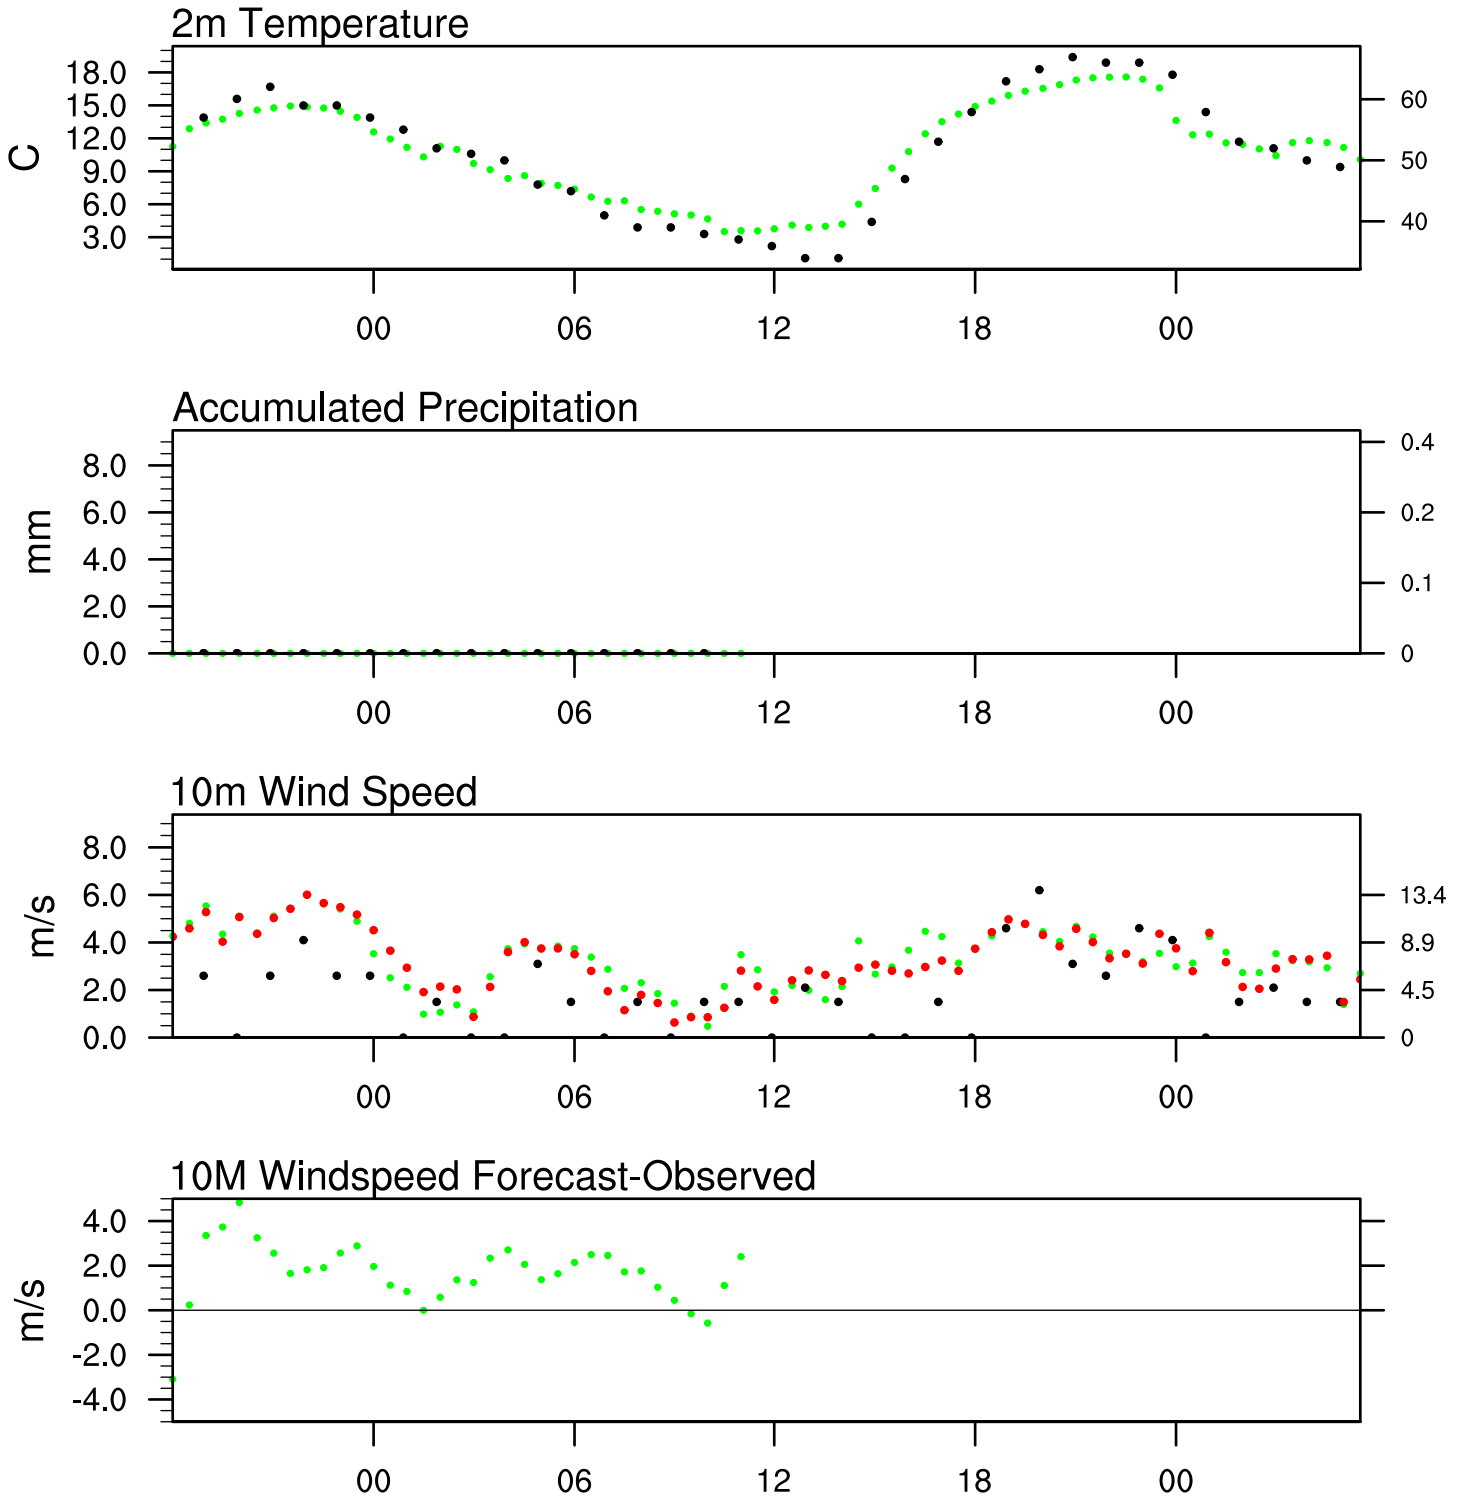 2m Temperature
18.0
15.0
12.0
9.0
6.0
3.0
C
60
50
40
00 06 12 18 00
Accumulated Precipitation
8.0
6.0
4.0
2.0
0.0
mm
0.4
0.2
0.1
0
00 06 12 18 00
10m Wind Speed
8.0
6.0
4.0
2.0
0.0
m/s
13.4
8.9
4.5
0
00 06 12 18 00
10M Windspeed Forecast-Observed
4.0
2.0
0.0
-2.0
-4.0
m/s
00 06 12 18 00